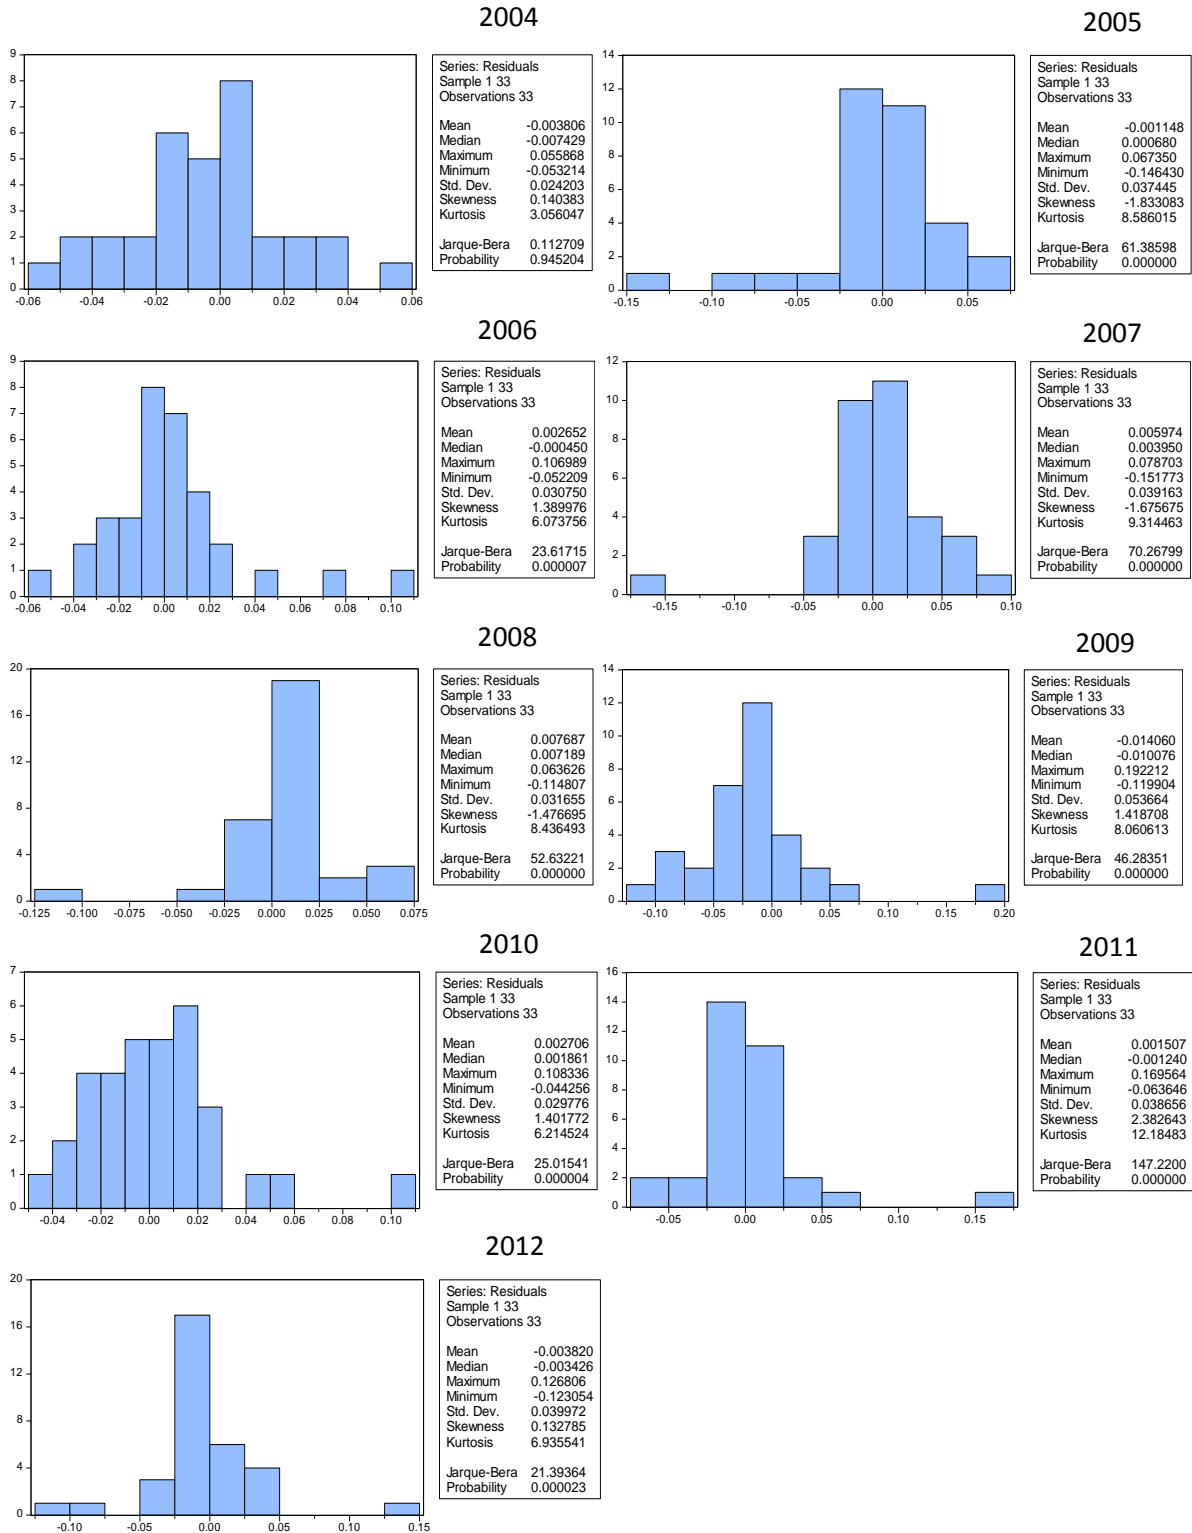 2004
9
8
7
6
5
4
3
2
1
0
-0.06 -0.04 -0.02 0.00 0.02 0.04 0.06
Series: Residuals
Sample 1 33
Observations 33
Mean -0.003806
Median -0.007429
Maximum 0.055868
Minimum -0.053214
Std. Dev. 0.024203
Skewness 0.140383
Kurtosis 3.056047
Jarque-Bera 0.112709
Probability 0.945204
2005
14
12
10
8
6
4
2
0
-0.15 -0.10 -0.05 0.00 0.05
Series: Residuals
Sample 1 33
Observations 33
Mean -0.001148
Median 0.000680
Maximum 0.067350
Minimum -0.146430
Std. Dev. 0.037445
Skewness -1.833083
Kurtosis 8.586015
Jarque-Bera 61.38598
Probability 0.000000
2006
9
8
7
6
5
4
3
2
1
0
-0.06 -0.04 -0.02 0.00 0.02 0.04 0.06 0.08 0.10
Series: Residuals
Sample 1 33
Observations 33
Mean 0.002652
Median -0.000450
Maximum 0.106989
Minimum -0.052209
Std. Dev. 0.030750
Skewness 1.389976
Kurtosis 6.073756
Jarque-Bera 23.61715
Probability 0.000007
2007
12
10
8
6
4
2
0
-0.15 -0.10 -0.05 0.00 0.05 0.10
Series: Residuals
Sample 1 33
Observations 33
Mean 0.005974
Median 0.003950
Maximum 0.078703
Minimum -0.151773
Std. Dev. 0.039163
Skewness -1.675675
Kurtosis 9.314463
Jarque-Bera 70.26799
Probability 0.000000
2008
20
16
12
8
4
0
-0.125 -0.100 -0.075 -0.050 -0.025 0.000 0.025 0.050 0.075
Series: Residuals
Sample 1 33
Observations 33
Mean 0.007687
Median 0.007189
Maximum 0.063626
Minimum -0.114807
Std. Dev. 0.031655
Skewness -1.476695
Kurtosis 8.436493
Jarque-Bera 52.63221
Probability 0.000000
2009
14
12
10
8
6
4
2
0
-0.10 -0.05 0.00 0.05 0.10 0.15 0.20
Series: Residuals
Sample 1 33
Observations 33
Mean -0.014060
Median -0.010076
Maximum 0.192212
Minimum -0.119904
Std. Dev. 0.053664
Skewness 1.418708
Kurtosis 8.060613
Jarque-Bera 46.28351
Probability 0.000000
2010
7
6
5
4
3
2
1
0
-0.04 -0.02 0.00 0.02 0.04 0.06 0.08 0.10
Series: Residuals
Sample 1 33
Observations 33
Mean 0.002706
Median 0.001861
Maximum 0.108336
Minimum -0.044256
Std. Dev. 0.029776
Skewness 1.401772
Kurtosis 6.214524
Jarque-Bera 25.01541
Probability 0.000004
2011
16
14
12
10
8
6
4
2
0
-0.05 0.00 0.05 0.10 0.15
Series: Residuals
Sample 1 33
Observations 33
Mean 0.001507
Median -0.001240
Maximum 0.169564
Minimum -0.063646
Std. Dev. 0.038656
Skewness 2.382643
Kurtosis 12.18483
Jarque-Bera 147.2200
Probability 0.000000
2012
20
16
12
8
4
0
-0.10 -0.05 0.00 0.05 0.10 0.15
Series: Residuals
Sample 1 33
Observations 33
Mean -0.003820
Median -0.003426
Maximum 0.126806
Minimum -0.123054
Std. Dev. 0.039972
Skewness 0.132785
Kurtosis 6.935541
Jarque-Bera 21.39364
Probability 0.000023